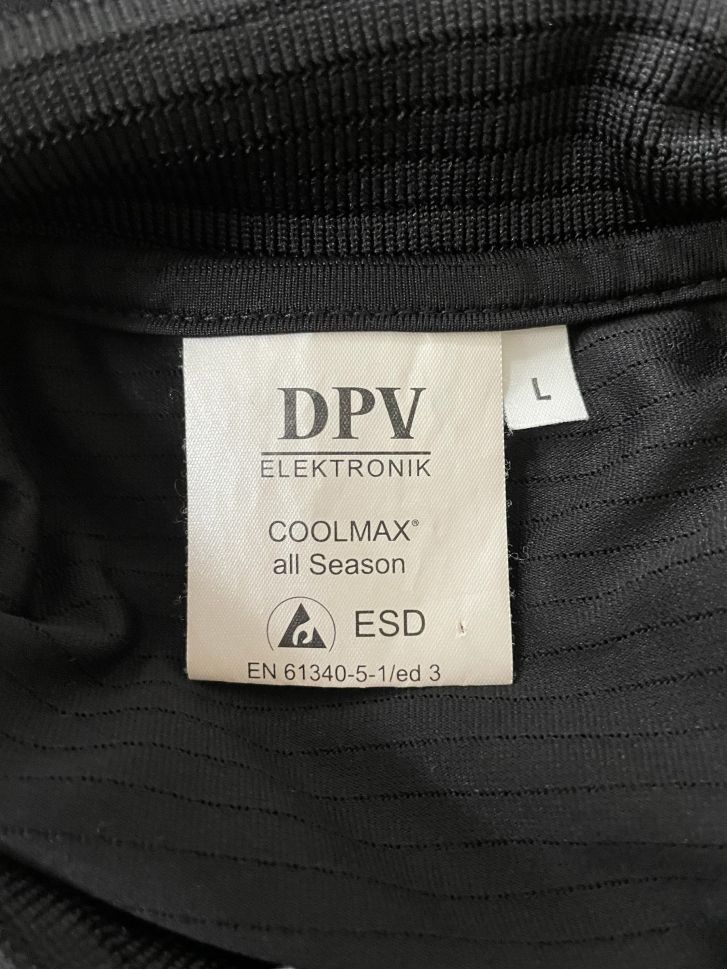 DPV
ELEKTRONIK
L
COOLMAX®
all Season
ESD
EN 61340-5-1/ed 3